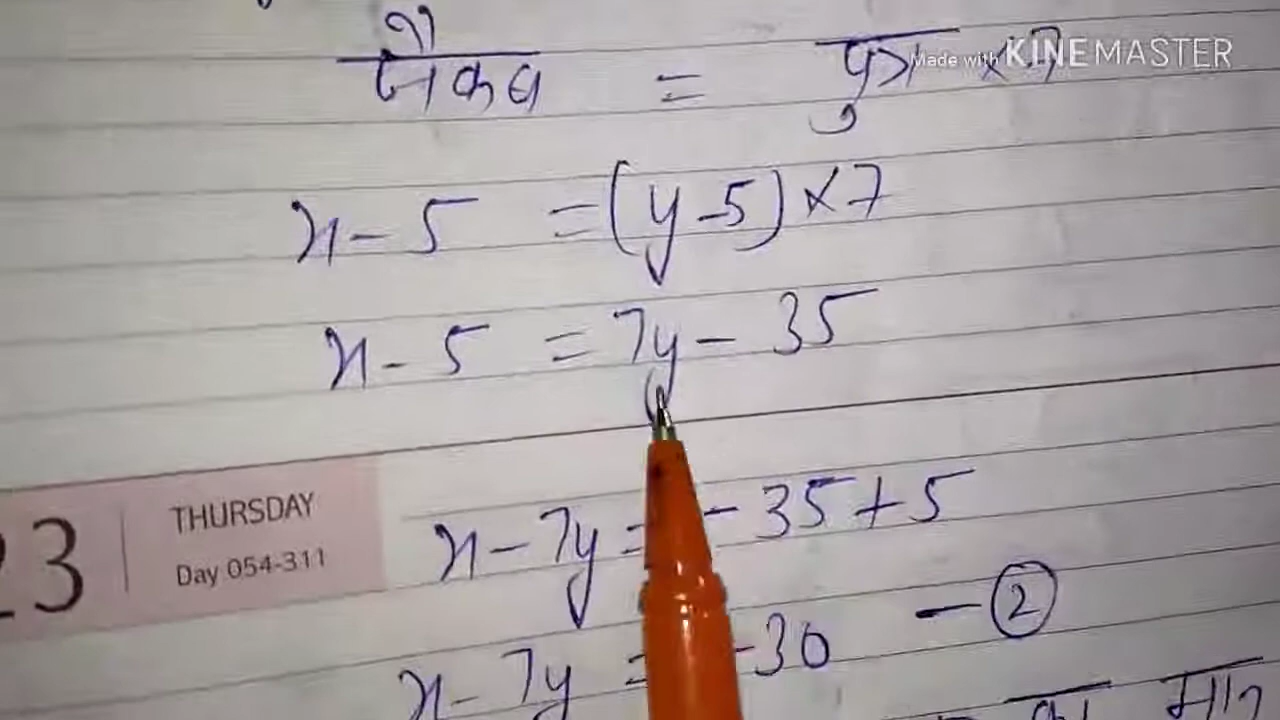 Made with KINEMASTER
= × 7
x - 5 = (y - 5) × 7
x - 5 = 7y - 35
23 THURSDAY
Day 054-311
x - 7y = - 35 + 5
x - 7y = -30 — ②